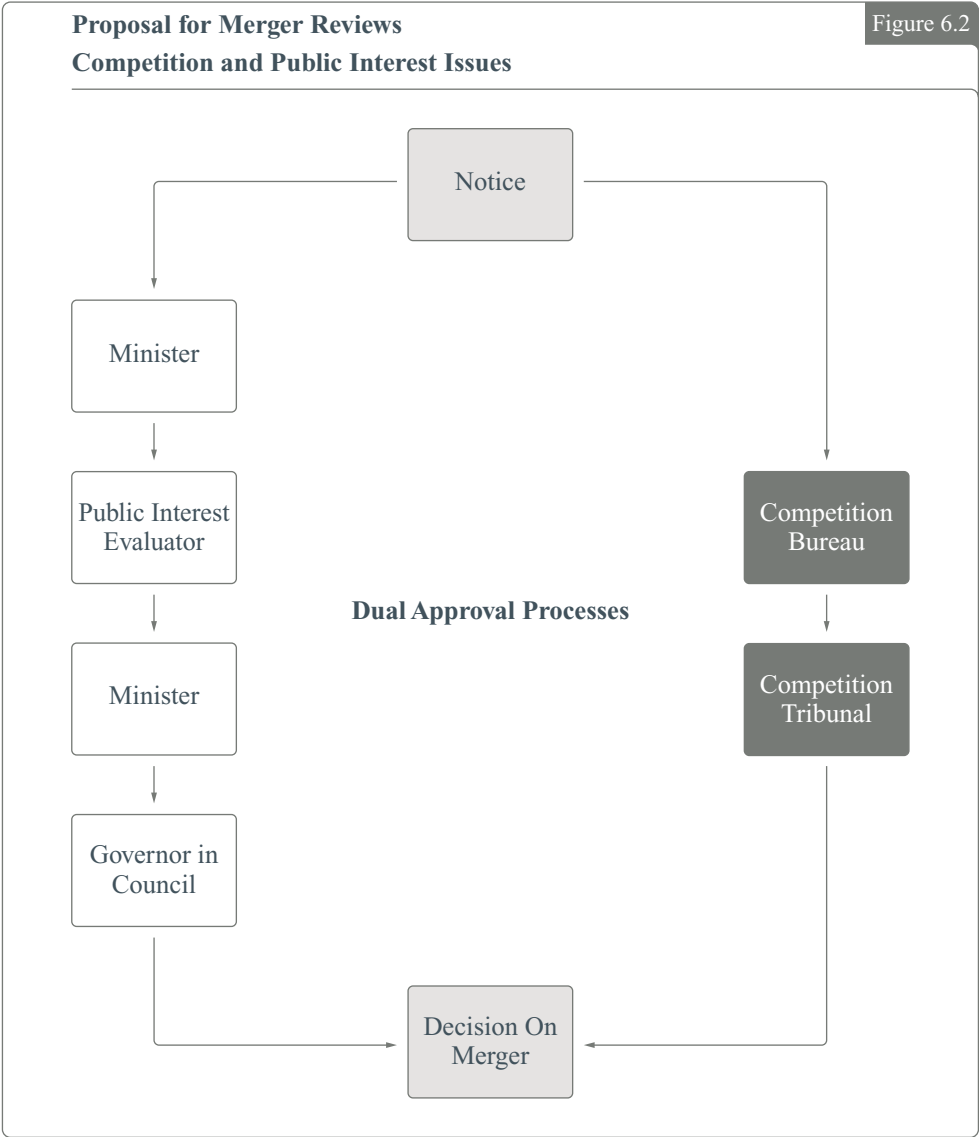 Proposal for Merger Reviews
Competition and Public Interest Issues
Figure 6.2
Notice
Minister
Public Interest
Evaluator
Competition
Bureau
Dual Approval Processes
Minister
Competition
Tribunal
Governor in
Council
Decision On
Merger